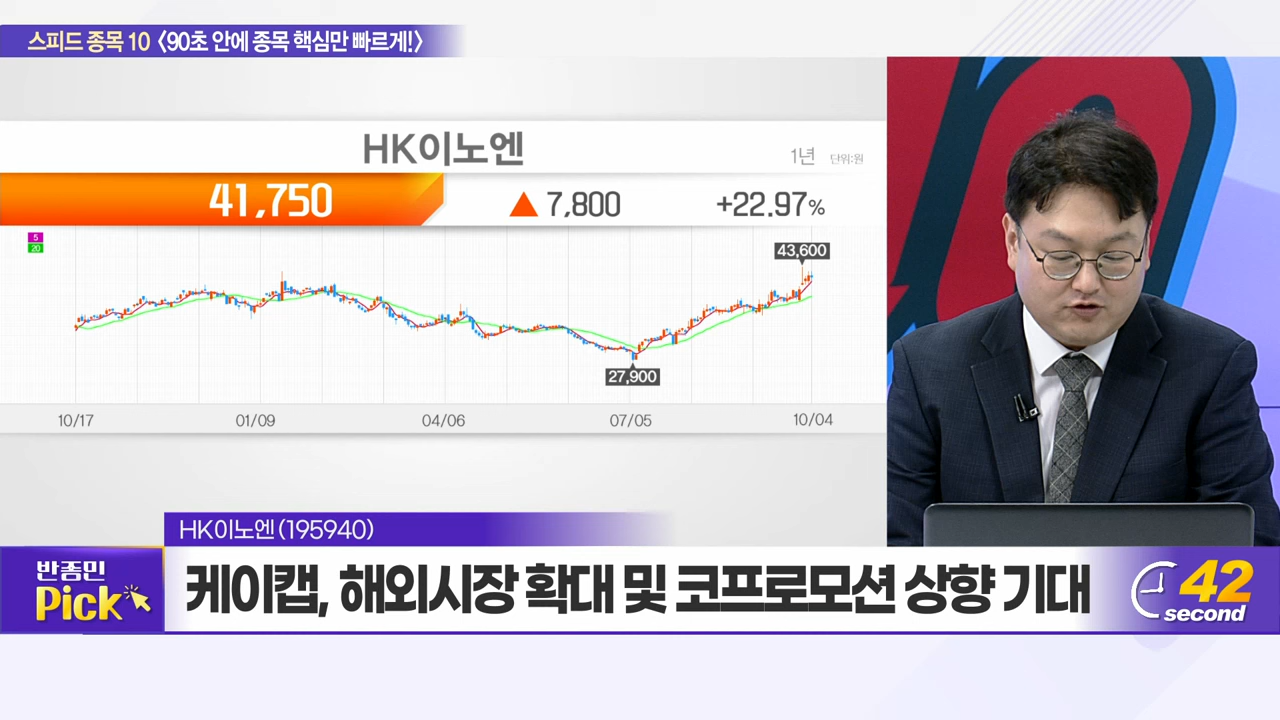 스피드 종목 10 〈90초 안에 종목 핵심만 빠르게!〉
HK이노엔
1년 단위:원
41,750 ▲ 7,800 +22.97%
5
20
43,600
27,900
10/17 01/09 04/06 07/05 10/04
HK이노엔(195940)
반종민
Pick
케이캡, 해외시장 확대 및 코프로모션 상향 기대
42
second